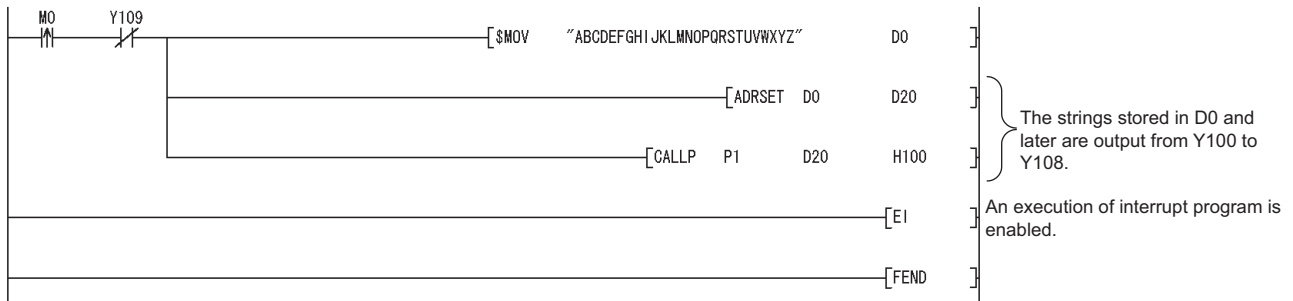 M0 Y109
[$MOV "ABCDEFGHIJKLMNOPQRSTUVWXYZ" D0 ]
[ADRSET D0 D20 ]
[CALLP P1 D20 H100 ]
The strings stored in D0 and
later are output from Y100 to
Y108.
[EI ]
An execution of interrupt program is
enabled.
[FEND ]